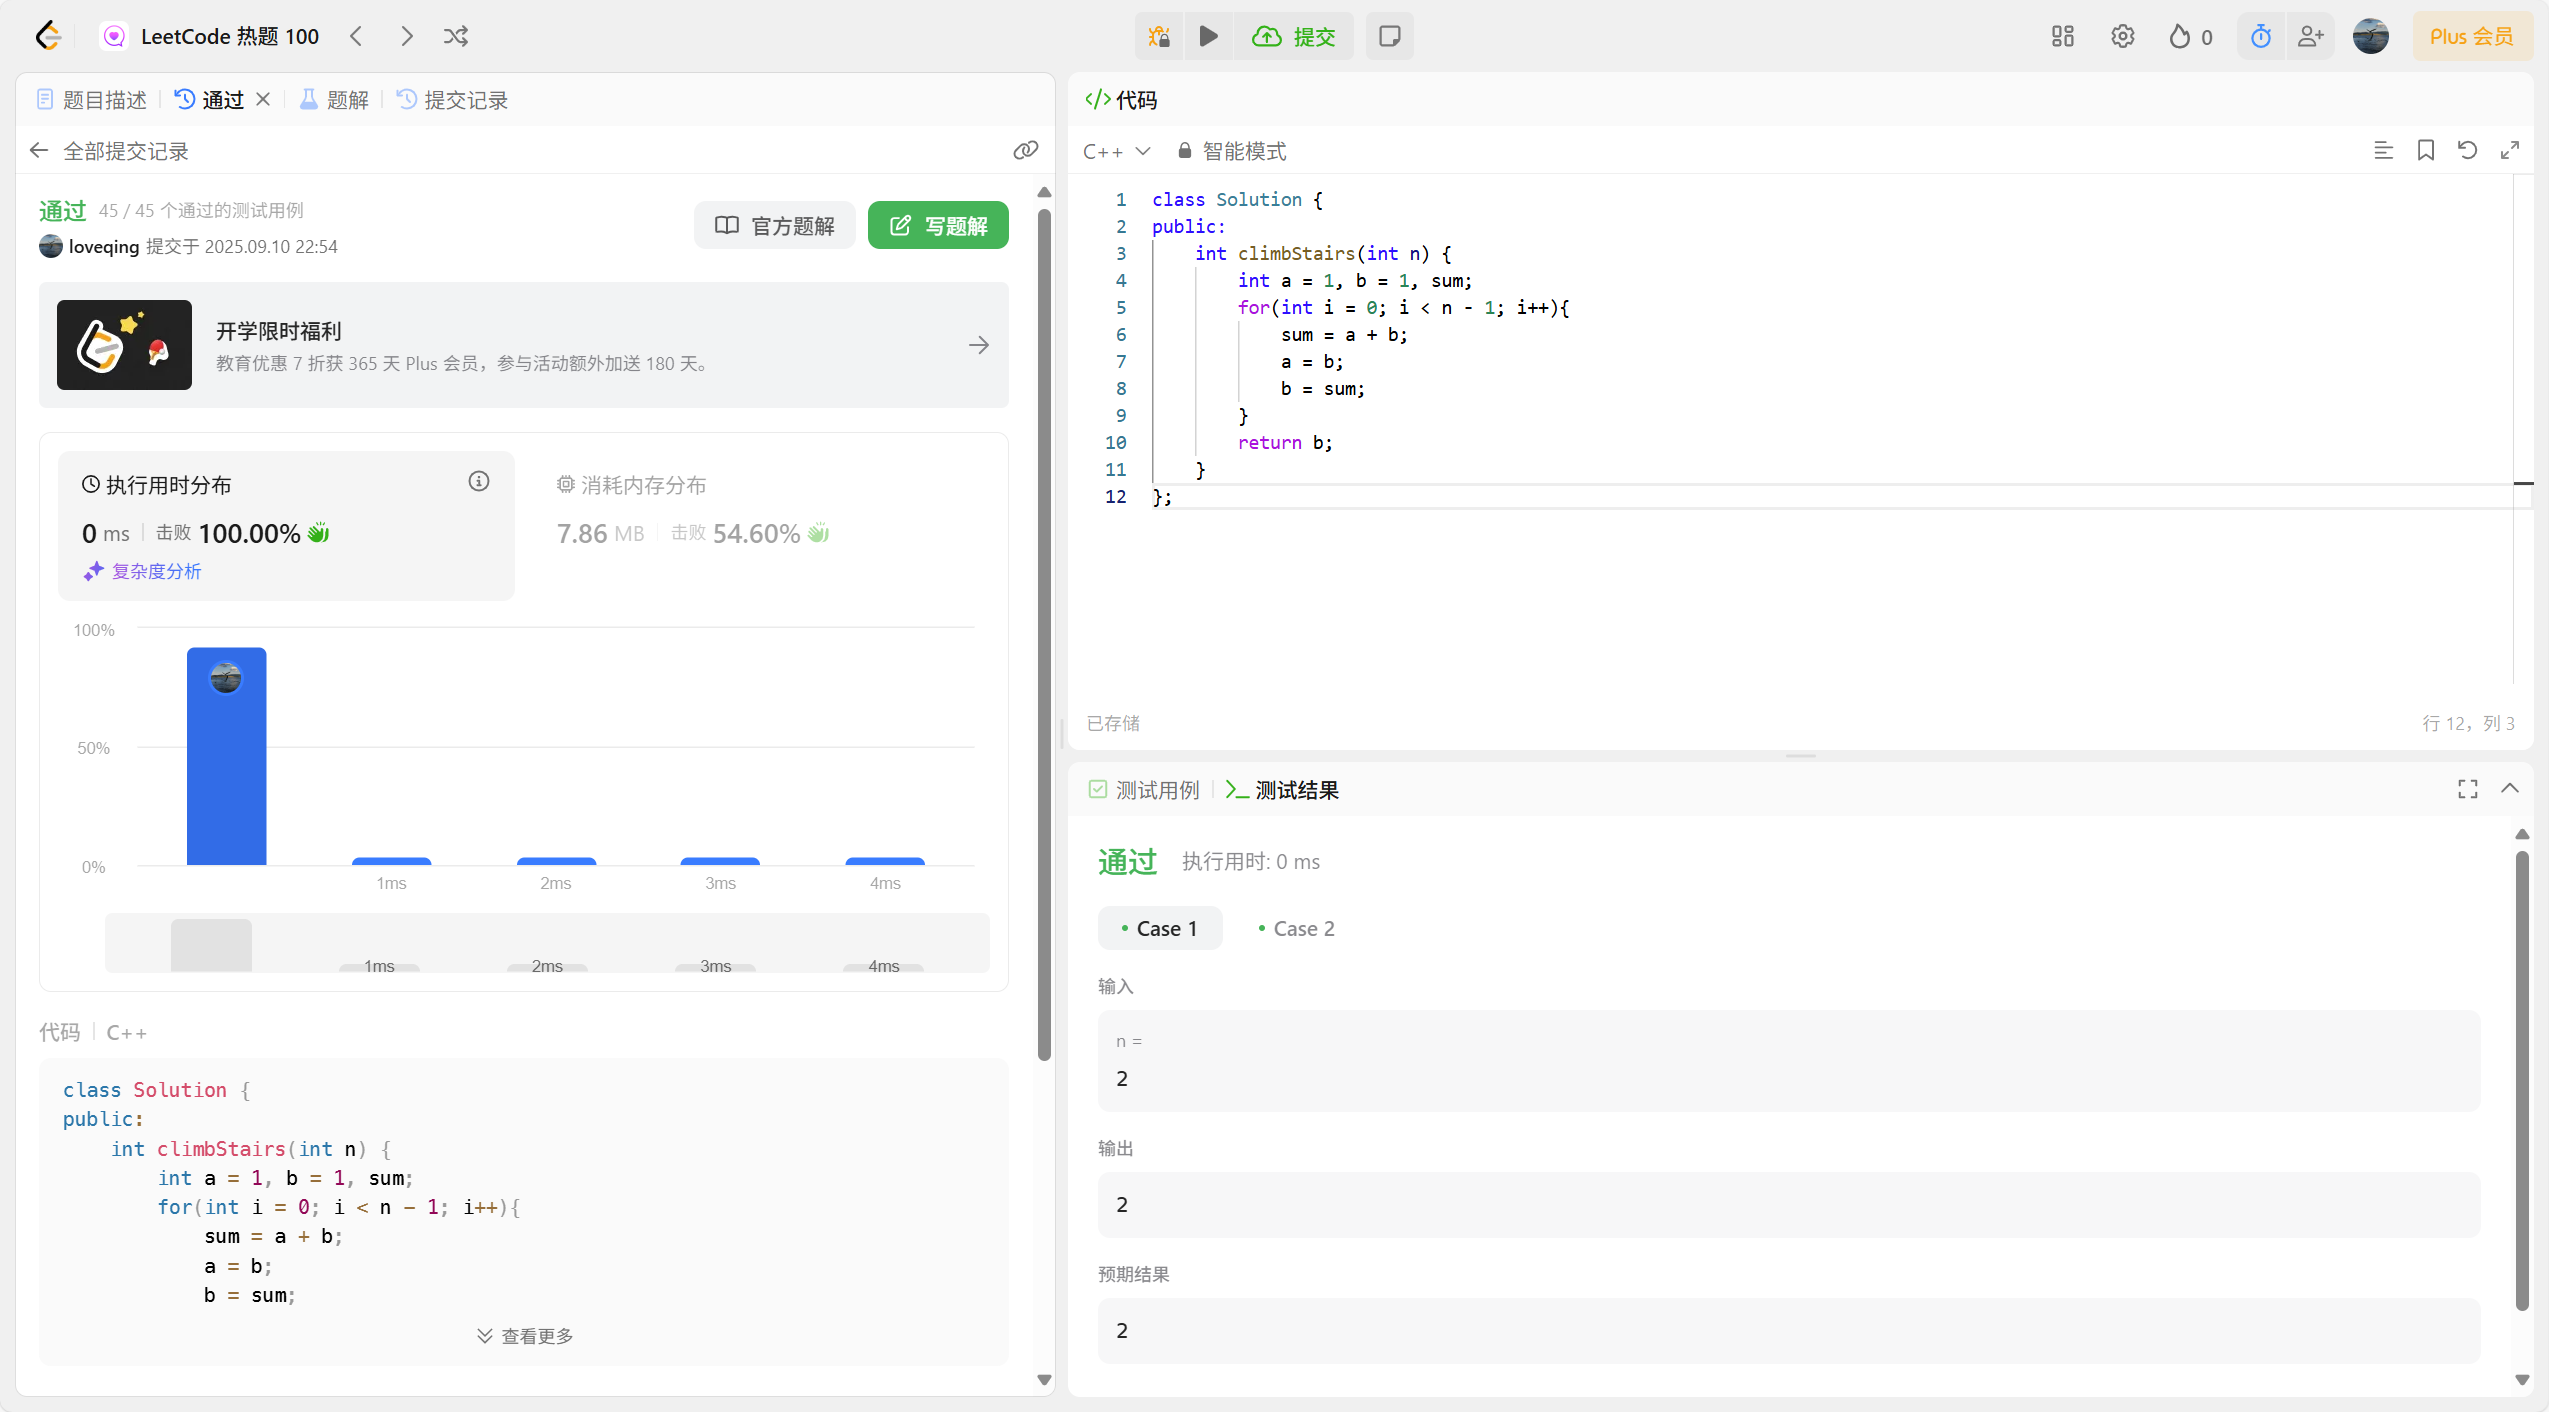 LeetCode 热题 100
提交
0
Plus 会员
题目描述
通过
题解
提交记录
全部提交记录
通过 45 / 45 个通过的测试用例
loveqing 提交于 2025.09.10 22:54
官方题解
写题解
开学限时福利
教育优惠 7 折获 365 天 Plus 会员，参与活动额外加送 180 天。
执行用时分布
0 ms 击败 100.00%
复杂度分析
消耗内存分布
7.86 MB 击败 54.60%
100%
50%
0%
1ms 2ms 3ms 4ms
1ms 2ms 3ms 4ms
代码 C++
class Solution {
public:
    int climbStairs(int n) {
        int a = 1, b = 1, sum;
        for(int i = 0; i < n - 1; i++){
            sum = a + b;
            a = b;
            b = sum;
查看更多
</> 代码
C++ 智能模式
1 class Solution {
2 public:
3     int climbStairs(int n) {
4         int a = 1, b = 1, sum;
5         for(int i = 0; i < n - 1; i++){
6             sum = a + b;
7             a = b;
8             b = sum;
9         }
10         return b;
11     }
12 };
已存储
行 12，列 3
测试用例
测试结果
通过 执行用时: 0 ms
Case 1
Case 2
输入
n =
2
输出
2
预期结果
2